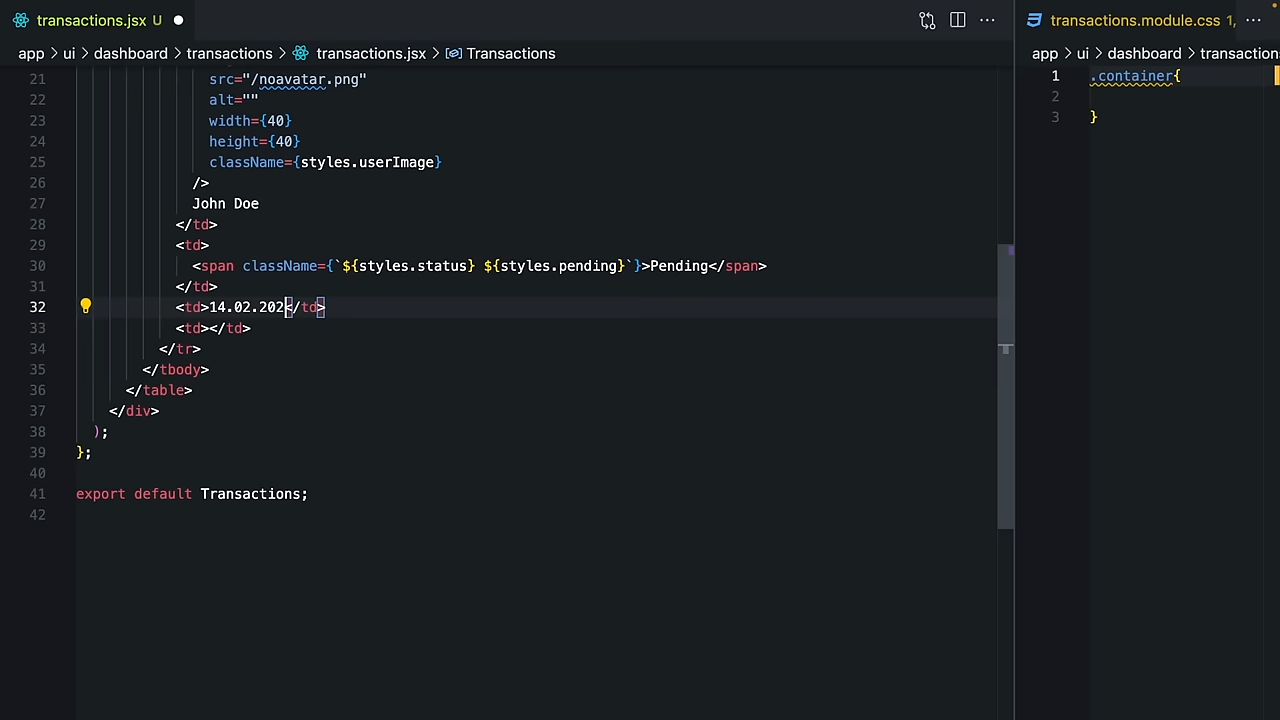 transactions.jsx U
app > ui > dashboard > transactions > transactions.jsx > Transactions
21 src="/noavatar.png"
22 alt=""
23 width={40}
24 height={40}
25 className={styles.userImage}
26 />
27 John Doe
28 </td>
29 <td>
30 <span className={`${styles.status} ${styles.pending}`}>Pending</span>
31 </td>
32 <td>14.02.202</td>
33 <td></td>
34 </tr>
35 </tbody>
36 </table>
37 </div>
38 );
39 };
40
41 export default Transactions;
42
transactions.module.css 1,
app > ui > dashboard > transaction
1 .container{
2
3 }